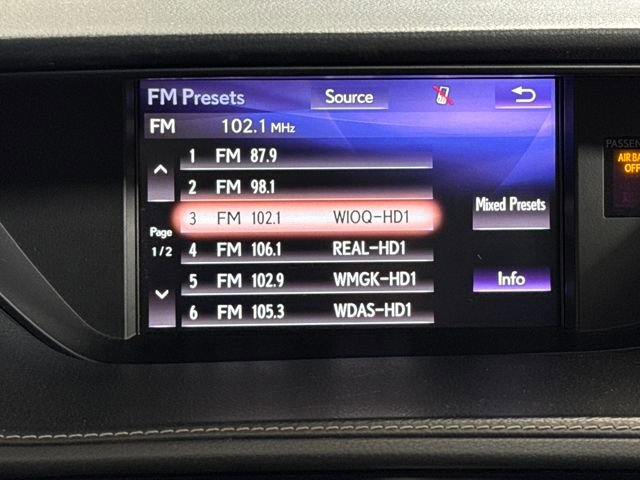 FM Presets Source
FM 102.1 MHz
1 FM 87.9
2 FM 98.1
3 FM 102.1 WIOQ-HD1
4 FM 106.1 REAL-HD1
5 FM 102.9 WMGK-HD1
6 FM 105.3 WDAS-HD1
Page
1/2
Mixed Presets
Info
AIR
OFF